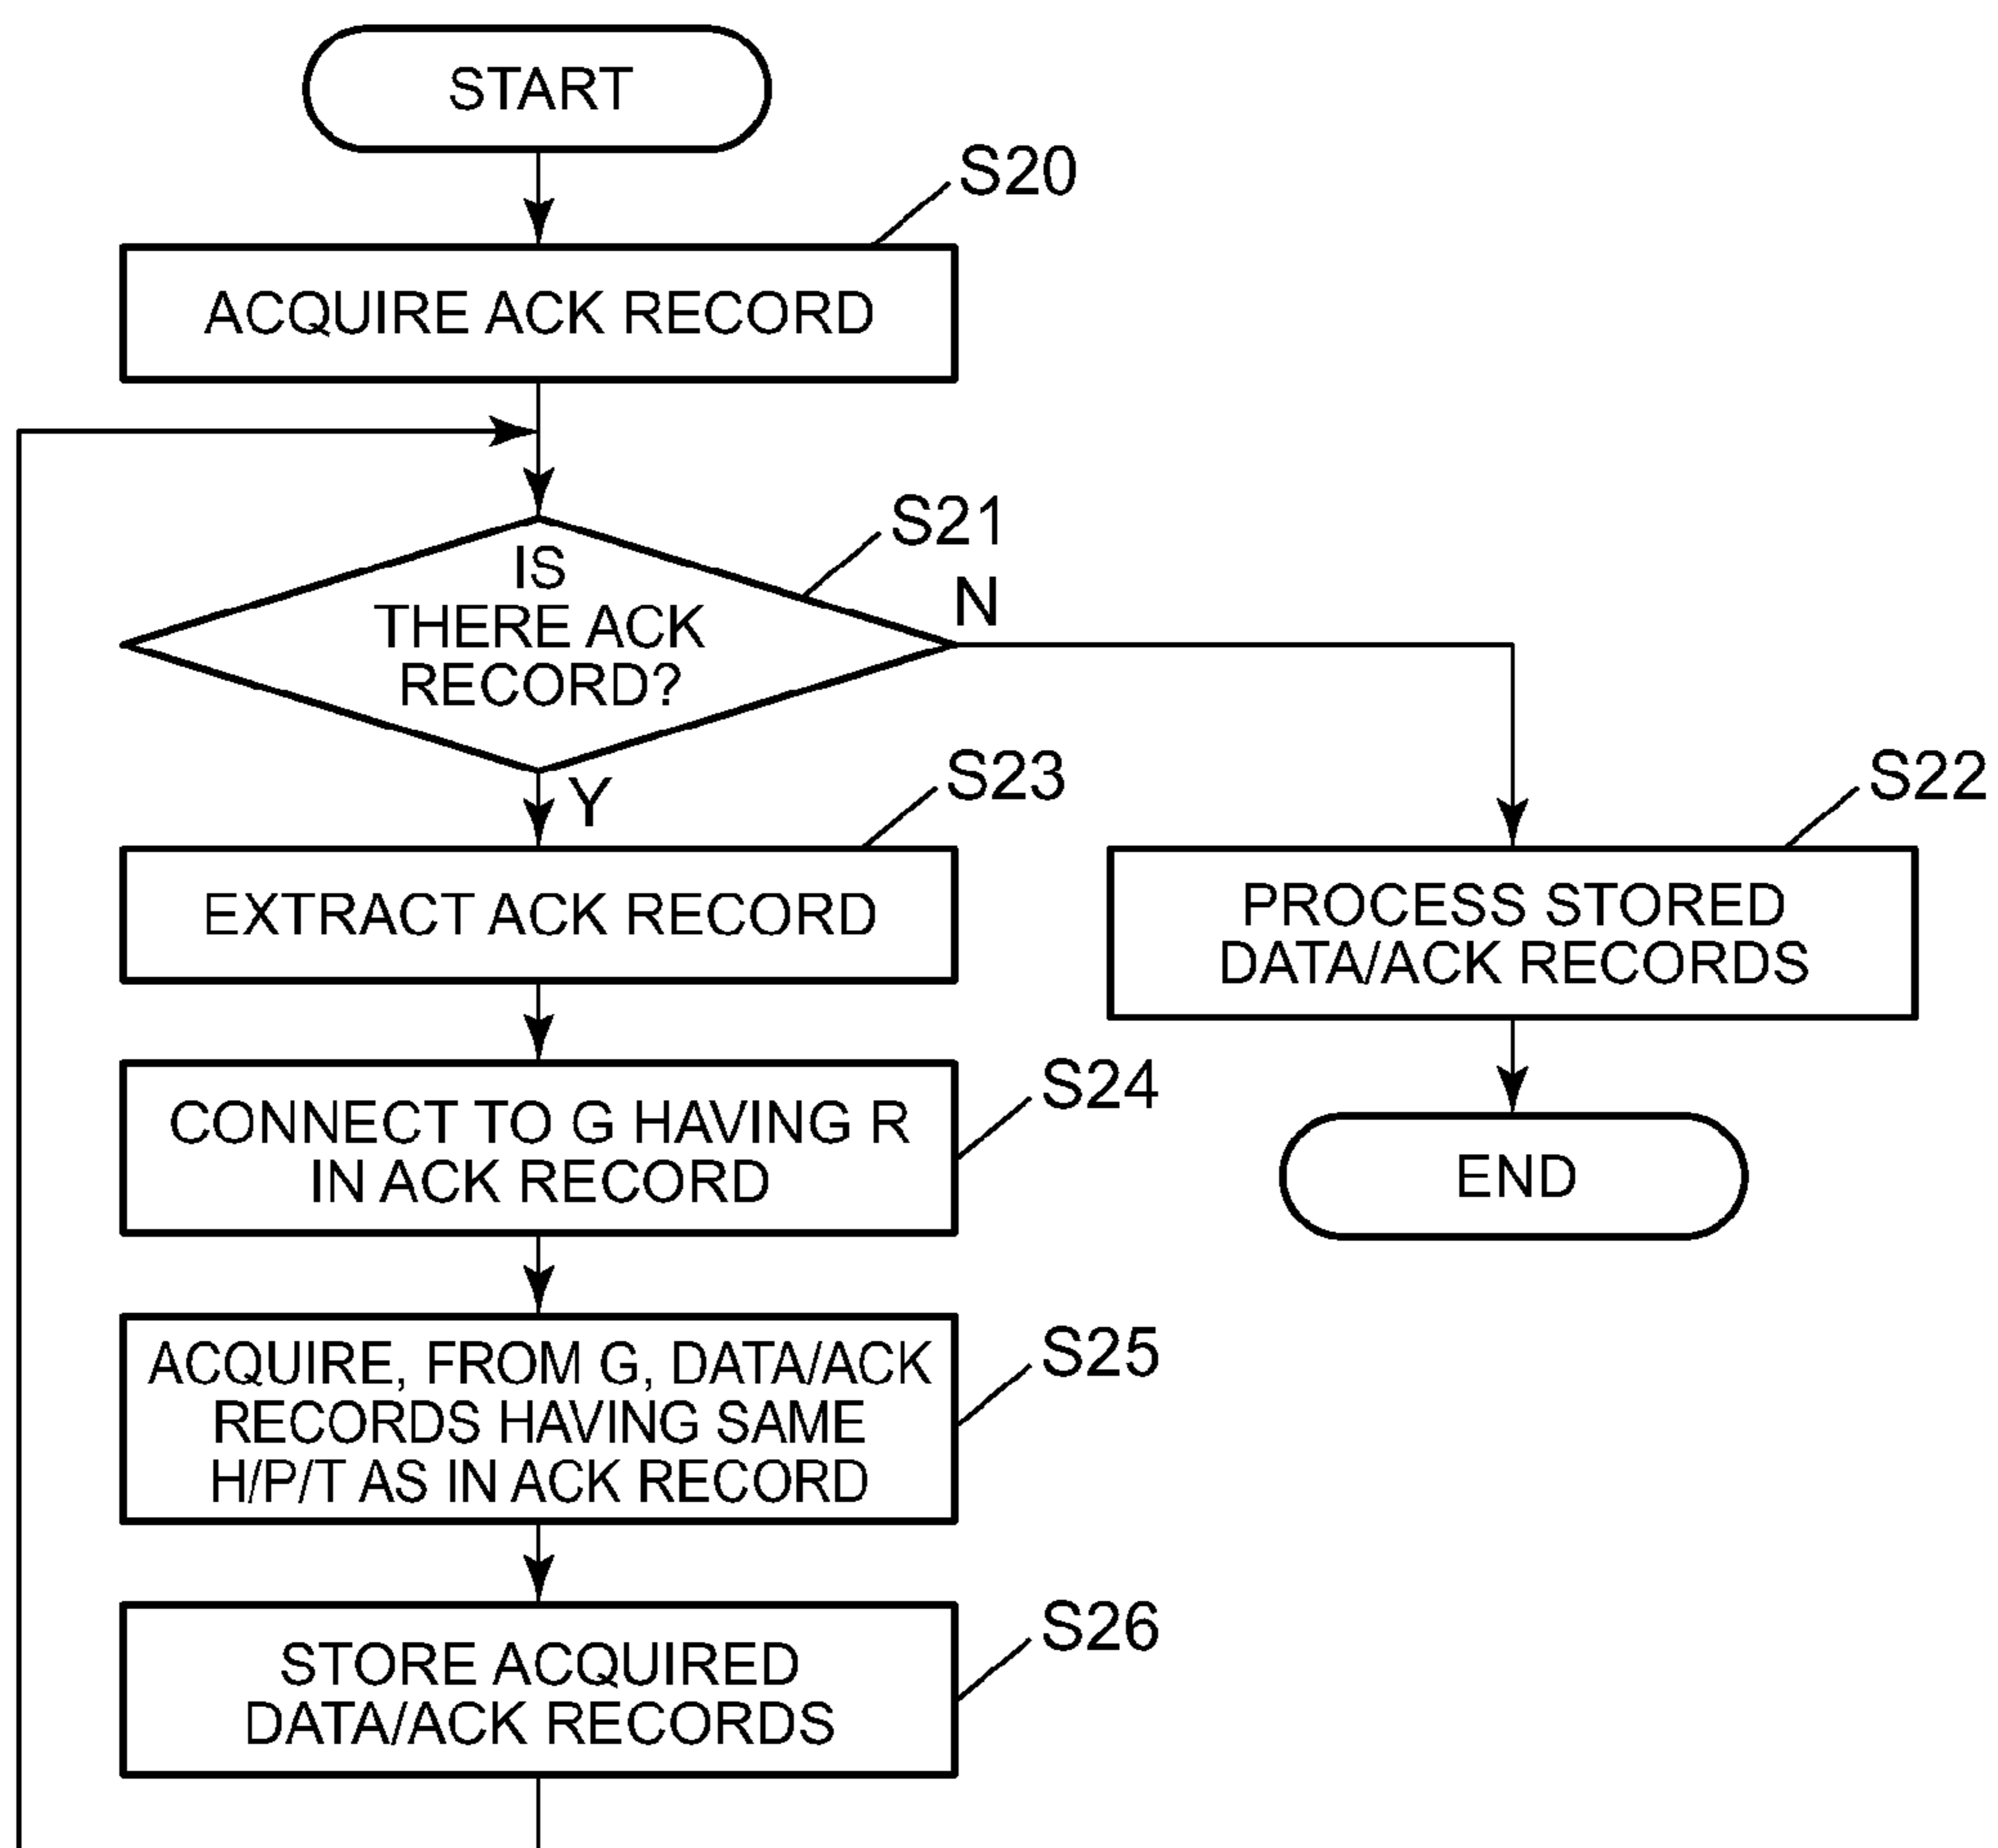 START
S20
ACQUIRE ACK RECORD
S21
IS
THERE ACK
RECORD?
N
Y
S23
EXTRACT ACK RECORD
S22
PROCESS STORED
DATA/ACK RECORDS
S24
CONNECT TO G HAVING R
IN ACK RECORD
END
S25
ACQUIRE, FROM G, DATA/ACK
RECORDS HAVING SAME
H/P/T AS IN ACK RECORD
S26
STORE ACQUIRED
DATA/ACK RECORDS